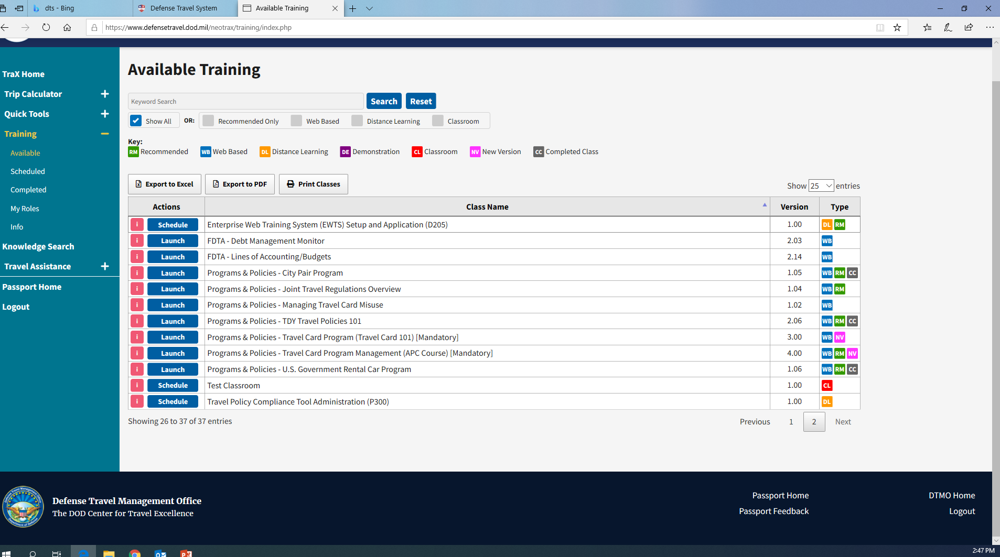 dts - Bing
Defense Travel System
Available Training
https://www.defensetravel.dod.mil/neotrax/training/index.php
TraX Home
Trip Calculator
Quick Tools
Training
Available
Scheduled
Completed
My Roles
Info
Knowledge Search
Travel Assistance
Passport Home
Logout
Available Training
Keyword Search Search Reset
Show All OR: Recommended Only Web Based Distance Learning Classroom
Key:
RM Recommended WB Web Based DL Distance Learning DE Demonstration CL Classroom NV New Version CC Completed Class
Export to Excel Export to PDF Print Classes Show 25 entries
Actions Class Name Version Type
i Schedule Enterprise Web Training System (EWTS) Setup and Application (D205) 1.00 DL RM
i Launch FDTA - Debt Management Monitor 2.03 WB
i Launch FDTA - Lines of Accounting/Budgets 2.14 WB
i Launch Programs & Policies - City Pair Program 1.05 WB RM CC
i Launch Programs & Policies - Joint Travel Regulations Overview 1.04 WB RM
i Launch Programs & Policies - Managing Travel Card Misuse 1.02 WB
i Launch Programs & Policies - TDY Travel Policies 101 2.06 WB RM CC
i Launch Programs & Policies - Travel Card Program (Travel Card 101) [Mandatory] 3.00 WB NV
i Launch Programs & Policies - Travel Card Program Management (APC Course) [Mandatory] 4.00 WB RM NV
i Launch Programs & Policies - U.S. Government Rental Car Program 1.06 WB RM CC
i Schedule Test Classroom 1.00 CL
i Schedule Travel Policy Compliance Tool Administration (P300) 1.00 DL
Showing 26 to 37 of 37 entries Previous 1 2 Next
Defense Travel Management Office
The DOD Center for Travel Excellence
Passport Home DTMO Home
Passport Feedback Logout
Defense Travel Management Office
Department of Defense
2:47 PM